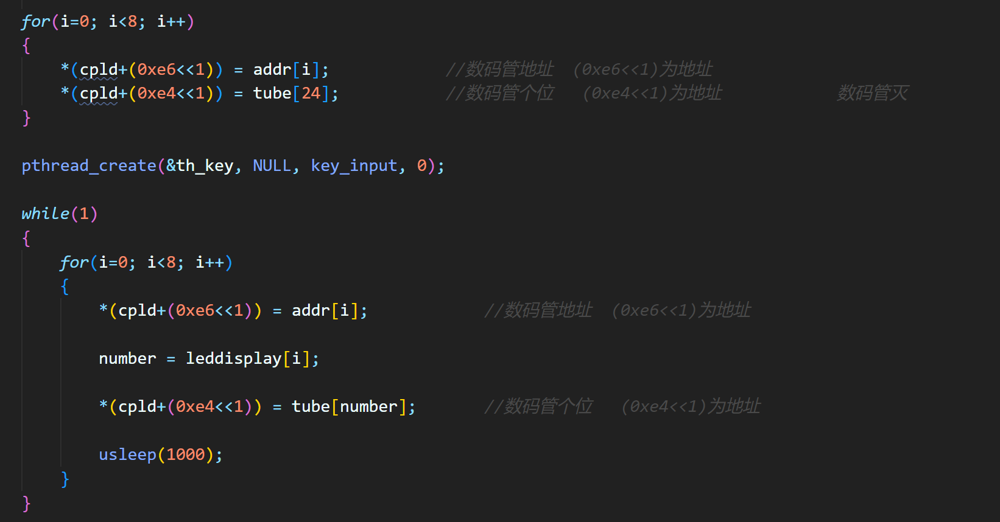 for(i=0; i<8; i++)
{
*(cpld+(0xe6<<1)) = addr[i]; //数码管地址 (0xe6<<1)为地址
*(cpld+(0xe4<<1)) = tube[24]; //数码管个位 (0xe4<<1)为地址 数码管灭
}
pthread_create(&th_key, NULL, key_input, 0);
while(1)
{
for(i=0; i<8; i++)
{
*(cpld+(0xe6<<1)) = addr[i]; //数码管地址 (0xe6<<1)为地址
number = leddisplay[i];
*(cpld+(0xe4<<1)) = tube[number]; //数码管个位 (0xe4<<1)为地址
usleep(1000);
}
}